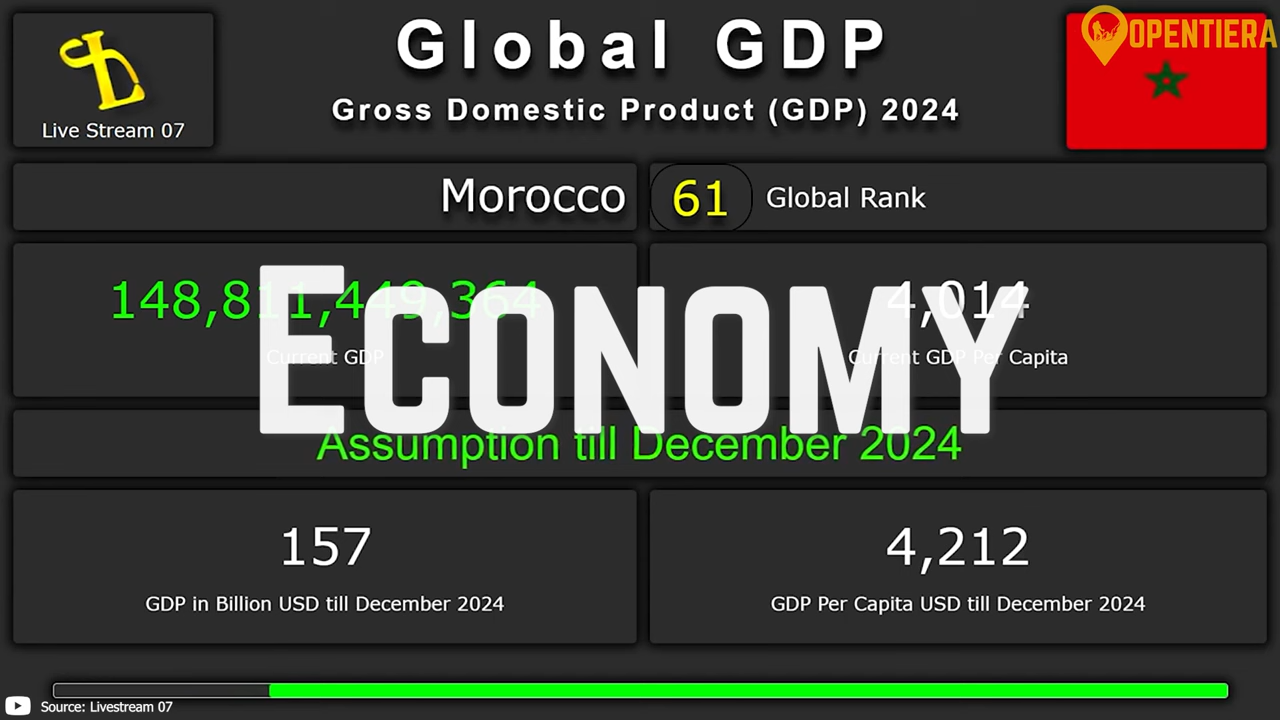 Global GDP
OPENTIERA
Live Stream 07
Gross Domestic Product (GDP) 2024
Morocco
61 Global Rank
148,811,449,364
4,014
Current GDP
Current GDP Per Capita
Economy
Assumption till December 2024
157
4,212
GDP in Billion USD till December 2024
GDP Per Capita USD till December 2024
Source: Livestream 07